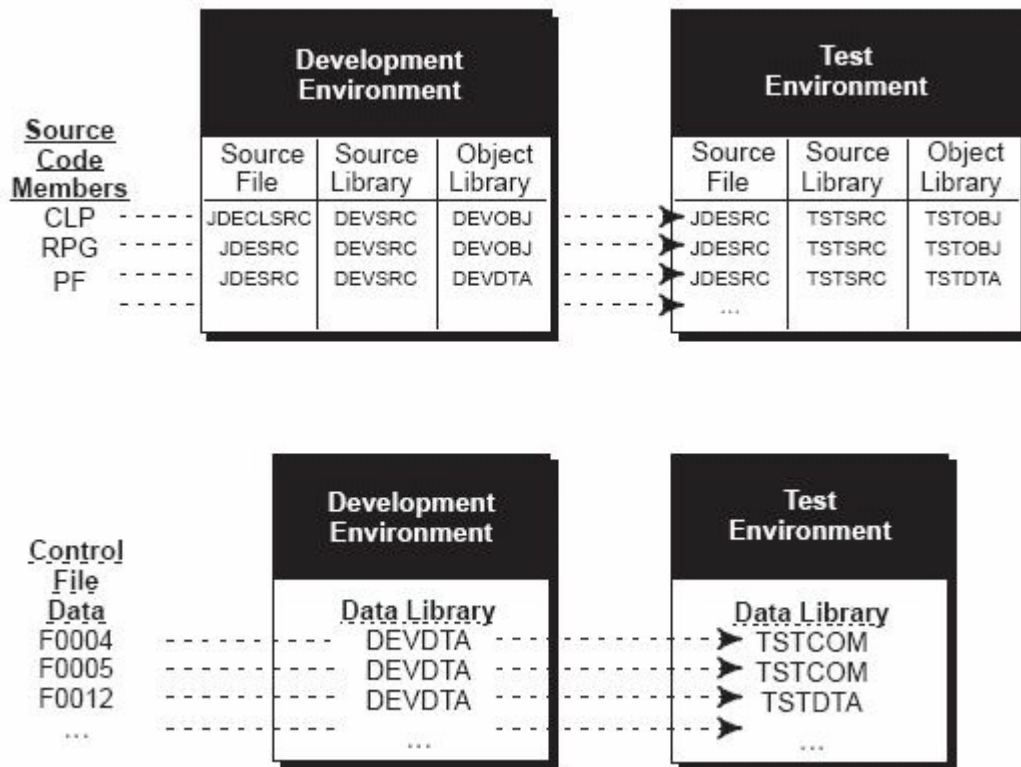 Development
Environment
Test
Environment
Source
Code
Members
Source
File
Source
Library
Object
Library
Source
File
Source
Library
Object
Library
CLP JDECLSRC DEVSRC DEVOBJ JDESRC TSTSRC TSTOBJ
RPG JDESRC DEVSRC DEVOBJ JDESRC TSTSRC TSTOBJ
PF JDESRC DEVSRC DEVDTA JDESRC TSTSRC TSTDTA
...
Development
Environment
Test
Environment
Control
File
Data
Data Library
Data Library
F0004 DEVDTA TSTCOM
F0005 DEVDTA TSTCOM
F0012 DEVDTA TSTDTA
... ... ...